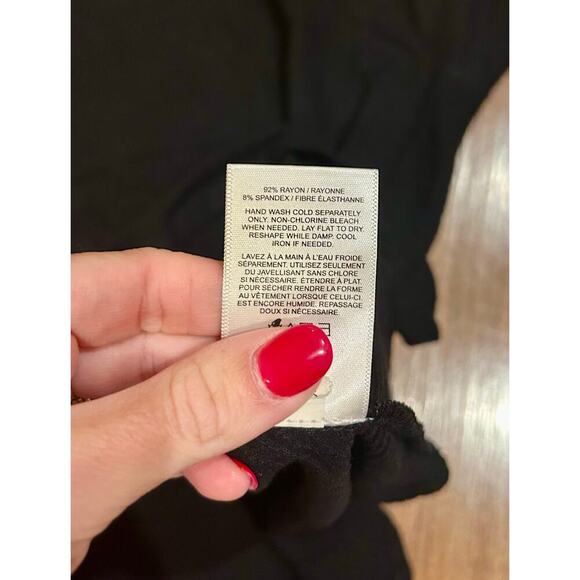 92% RAYON / RAYONNE
8% SPANDEX / FIBRE ÉLASTHANNE
HAND WASH COLD SEPARATELY
ONLY. NON-CHLORINE BLEACH
WHEN NEEDED. LAY FLAT TO DRY.
RESHAPE WHILE DAMP. COOL
IRON IF NEEDED.
LAVEZ À LA MAIN À L'EAU FROIDE
SÉPAREMENT. UTILISEZ SEULEMENT
DU JAVELLISANT SANS CHLORE
SI NÉCESSAIRE. ÉTENDRE À PLAT.
POUR SÉCHER RENDRE LA FORME
AU VÊTEMENT LORSQUE CELUI-CI.
EST ENCORE HUMIDE. REPASSAGE
DOUX SI NÉCESSAIRE.